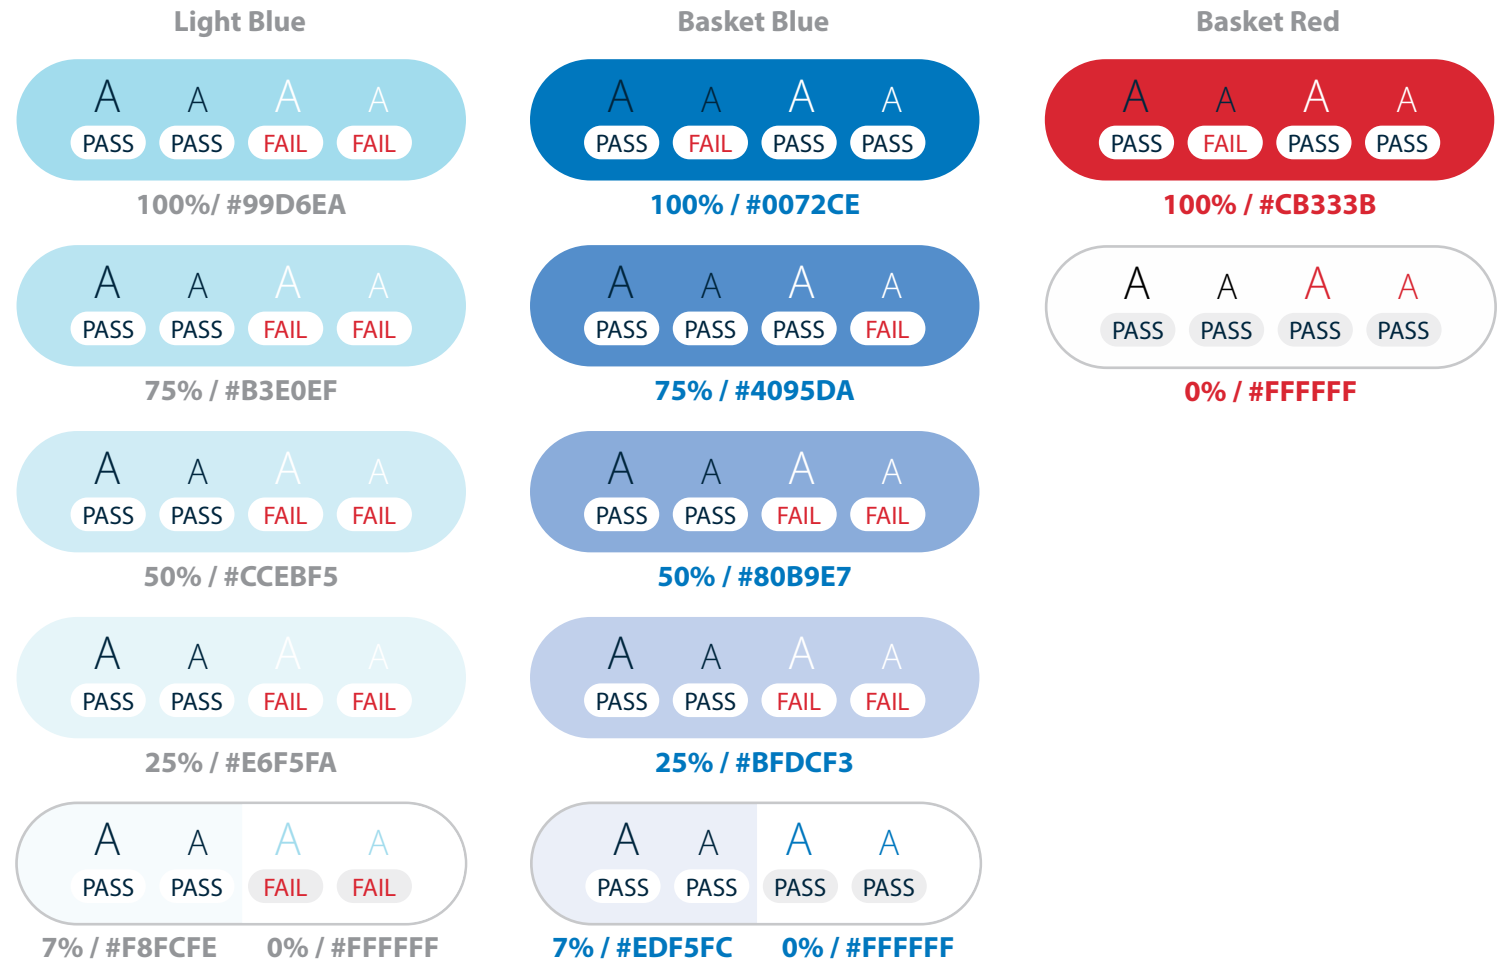 Light Blue
A A A A
PASS PASS FAIL FAIL
100%/ #99D6EA
A A A A
PASS PASS FAIL FAIL
75% / #B3E0EF
A A A A
PASS PASS FAIL FAIL
50% / #CCEBF5
A A A A
PASS PASS FAIL FAIL
25% / #E6F5FA
A A A A
PASS PASS FAIL FAIL
7% / #F8FCFE 0% / #FFFFFF
Basket Blue
A A A A
PASS FAIL PASS PASS
100% / #0072CE
A A A A
PASS PASS PASS FAIL
75% / #4095DA
A A A A
PASS PASS FAIL FAIL
50% / #80B9E7
A A A A
PASS PASS FAIL FAIL
25% / #BFDCF3
A A A A
PASS PASS PASS PASS
7% / #EDF5FC 0% / #FFFFFF
Basket Red
A A A A
PASS FAIL PASS PASS
100% / #CB333B
A A A A
PASS PASS PASS PASS
0% / #FFFFFF